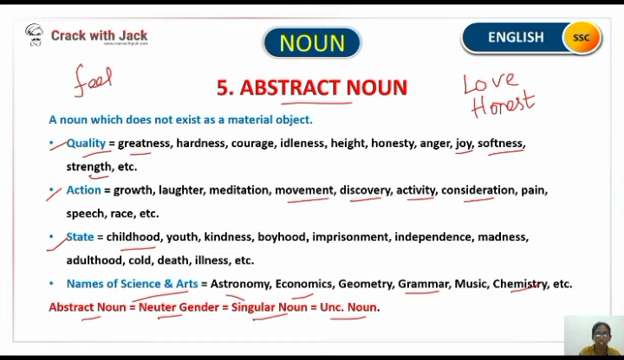 Crack with Jack
NOUN
ENGLISH
SSC
feel
5. ABSTRACT NOUN
Love
Honest
A noun which does not exist as a material object.
• Quality = greatness, hardness, courage, idleness, height, honesty, anger, joy, softness,
strength, etc.
• Action = growth, laughter, meditation, movement, discovery, activity, consideration, pain,
speech, race, etc.
• State = childhood, youth, kindness, boyhood, imprisonment, independence, madness,
adulthood, cold, death, illness, etc.
• Names of Science & Arts = Astronomy, Economics, Geometry, Grammar, Music, Chemistry, etc.
Abstract Noun = Neuter Gender = Singular Noun = Unc. Noun.